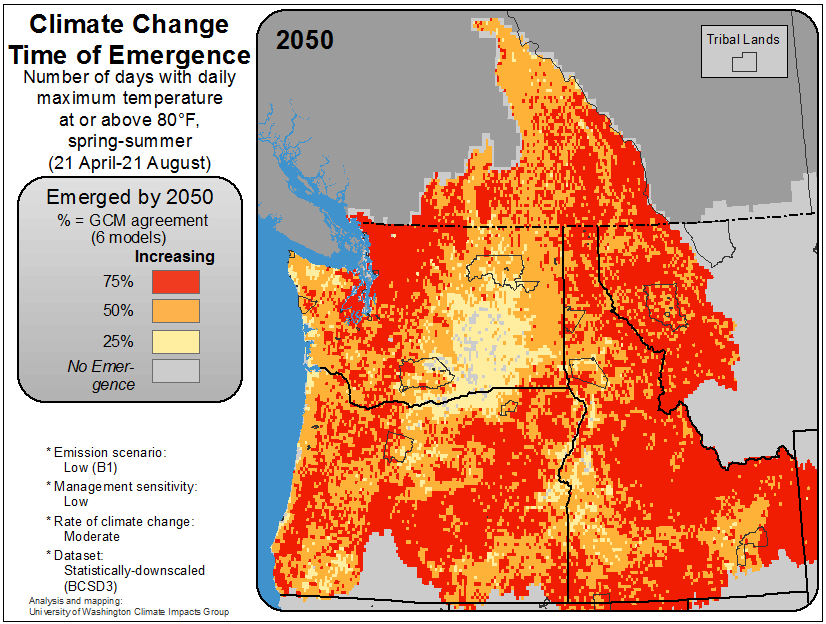 Climate Change
Time of Emergence
Number of days with daily
maximum temperature
at or above 80°F,
spring-summer
(21 April-21 August)
Emerged by 2050
% = GCM agreement
(6 models)
Increasing
75%
50%
25%
No Emer-
gence
* Emission scenario:
Low (B1)
* Management sensitivity:
Low
* Rate of climate change:
Moderate
* Dataset:
Statistically-downscaled
(BCSD3)
Analysis and mapping:
University of Washington Climate Impacts Group
2050
Tribal Lands